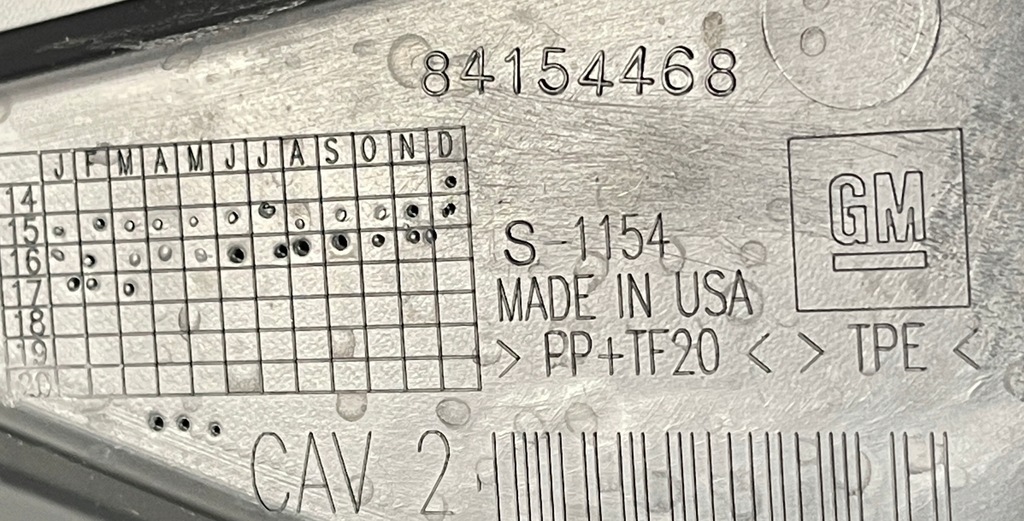 84154468
J F M A M J J A S O N D
14
15
16
17
18
19
20
GM
S-1154
MADE IN USA
> PP+TF20 < > TPE <
CAV 2